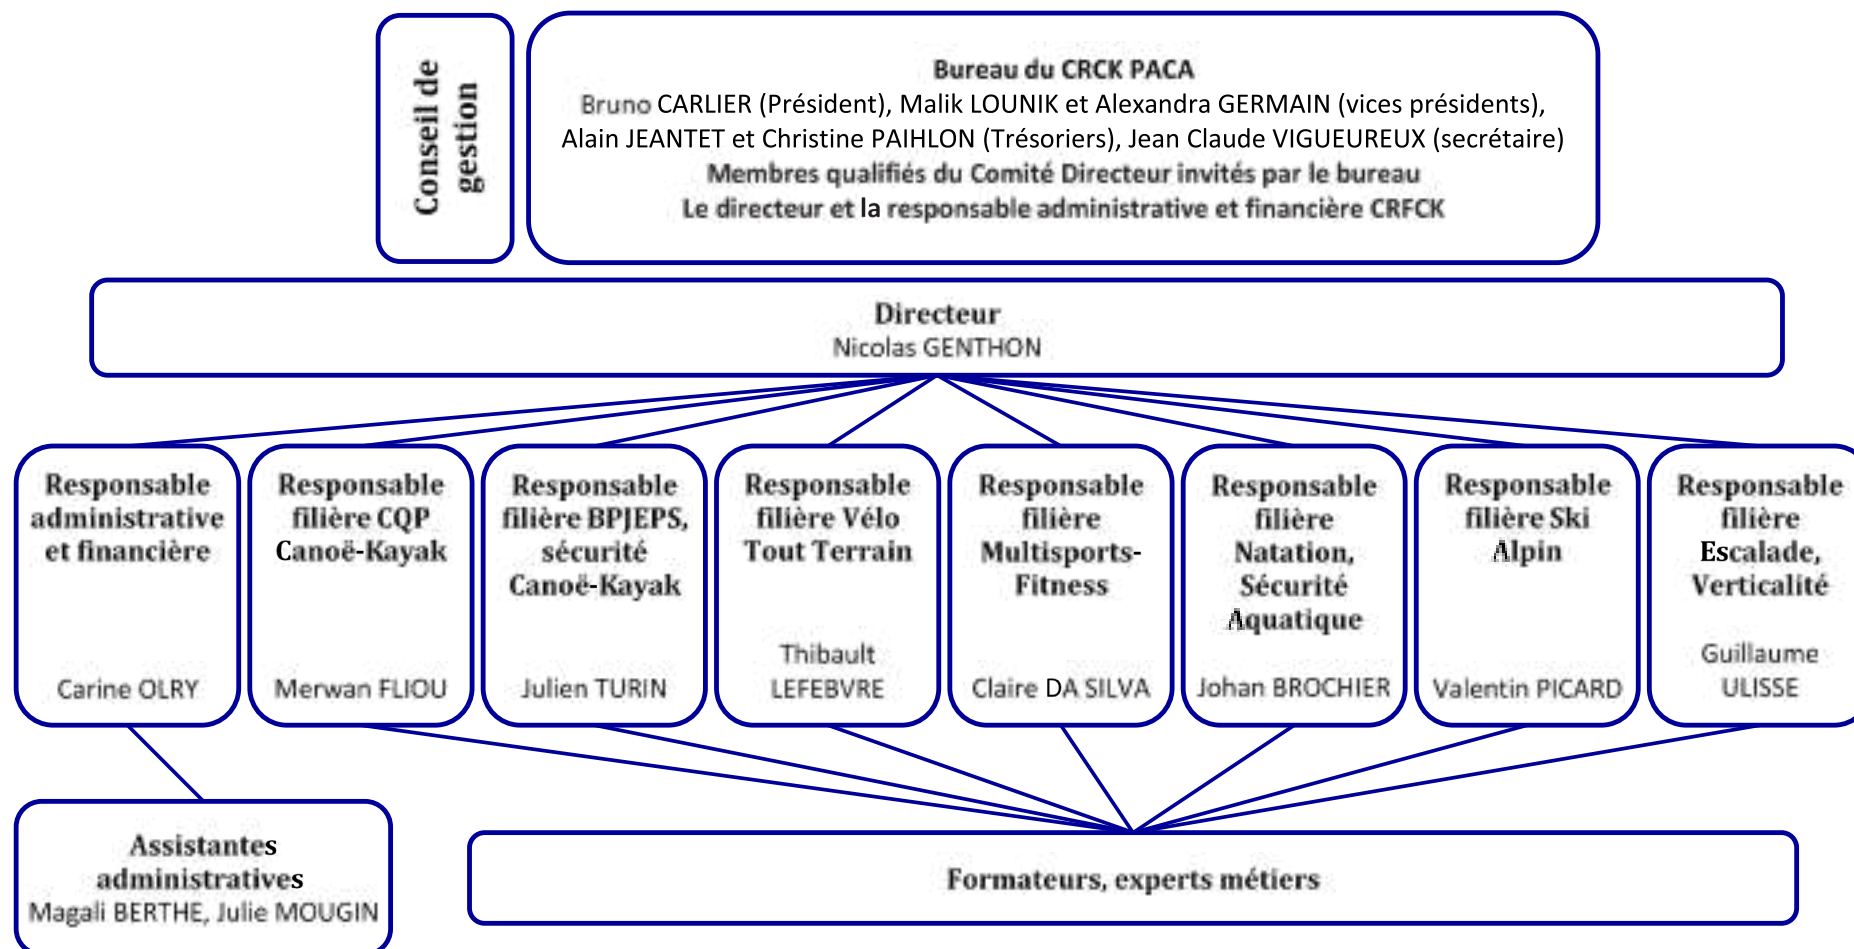 Conseil de
gestion
Bureau du CRCK PACA
Bruno CARLIER (Président), Malik LOUNIK et Alexandra GERMAIN (vices présidents),
Alain JEANTET et Christine PAIHLON (Trésoriers), Jean Claude VIGUEUREUX (secrétaire)
Membres qualifiés du Comité Directeur invités par le bureau
Le directeur et la responsable administrative et financière CRFCK
Directeur
Nicolas GENTHON
Responsable
administrative
et financière
Carine OLRY
Responsable
filière CQP
Canoë-Kayak
Merwan FLIOU
Responsable
filière BPJEPS,
sécurité
Canoë-Kayak
Julien TURIN
Responsable
filière Vélo
Tout Terrain
Thibault
LEFEBVRE
Responsable
filière
Multisports-
Fitness
Claire DA SILVA
Responsable
filière
Natation,
Sécurité
Aquatique
Johan BROCHIER
Responsable
filière Ski
Alpin
Valentin PICARD
Responsable
filière
Escalade,
Verticalité
Guillaume
ULISSE
Assistantes
administratives
Magali BERTHE, Julie MOUGIN
Formateurs, experts métiers